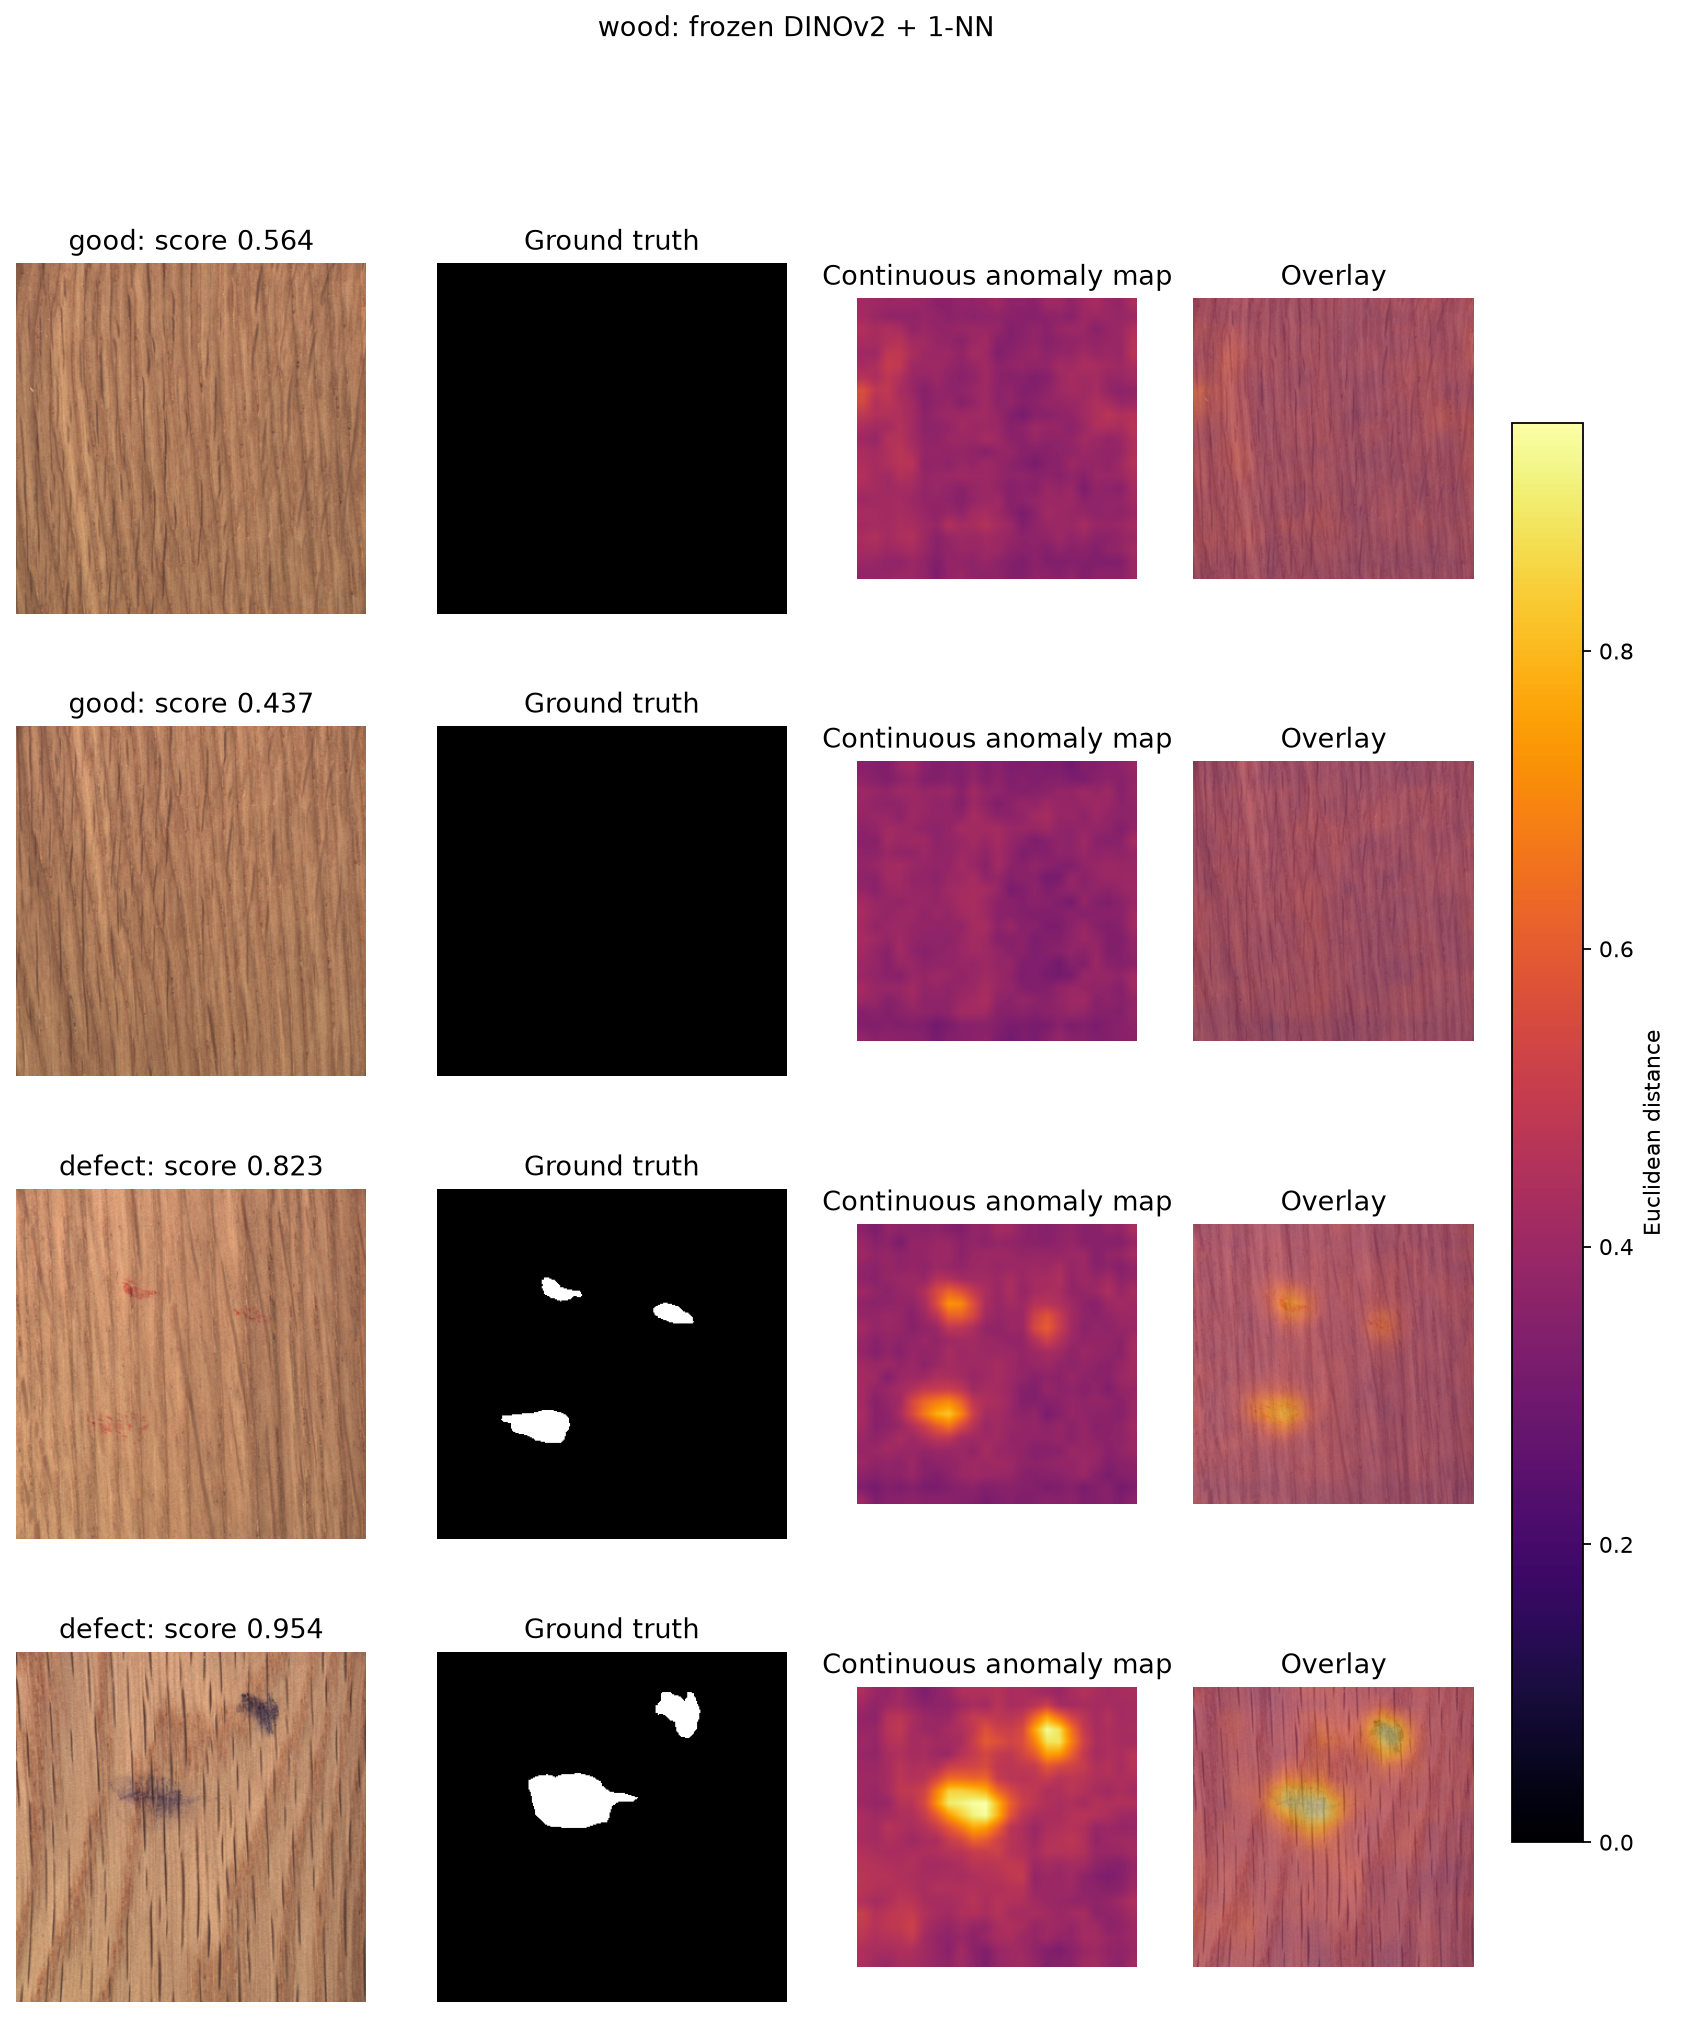 wood: frozen DINOv2 + 1-NN
good: score 0.564
Ground truth
Continuous anomaly map
Overlay
good: score 0.437
Ground truth
Continuous anomaly map
Overlay
defect: score 0.823
Ground truth
Continuous anomaly map
Overlay
defect: score 0.954
Ground truth
Continuous anomaly map
Overlay
0.8
0.6
0.4
0.2
0.0
Euclidean distance